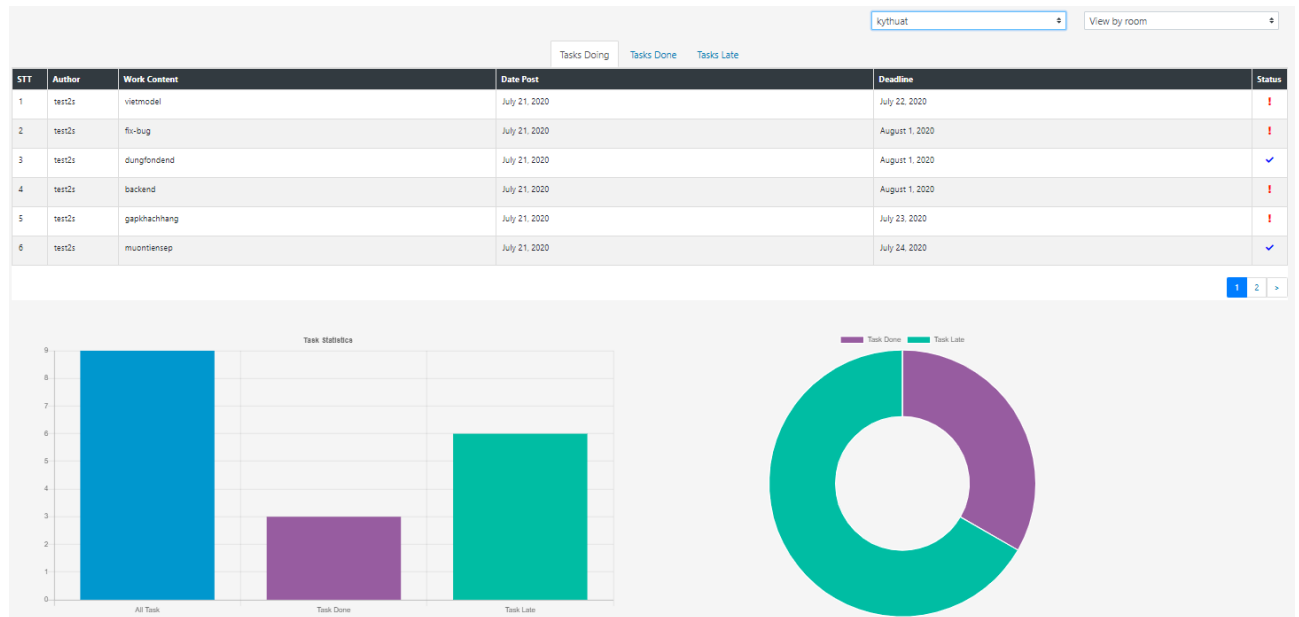 kythuat View by room
Tasks Doing Tasks Done Tasks Late
STT Author Work Content Date Post Deadline Status
1 test2s vietmodel July 21, 2020 July 22, 2020 !
2 test2s fix-bug July 21, 2020 August 1, 2020 !
3 test2s dungfondend July 21, 2020 August 1, 2020 ✓
4 test2s backend July 21, 2020 August 1, 2020 !
5 test2s gapkhachhang July 21, 2020 July 23, 2020 !
6 test2s muontiensep July 21, 2020 July 24, 2020 ✓
1 2 >
Task Statistics
9
8
7
6
5
4
3
2
1
0
All Task Task Done Task Late
Task Done Task Late